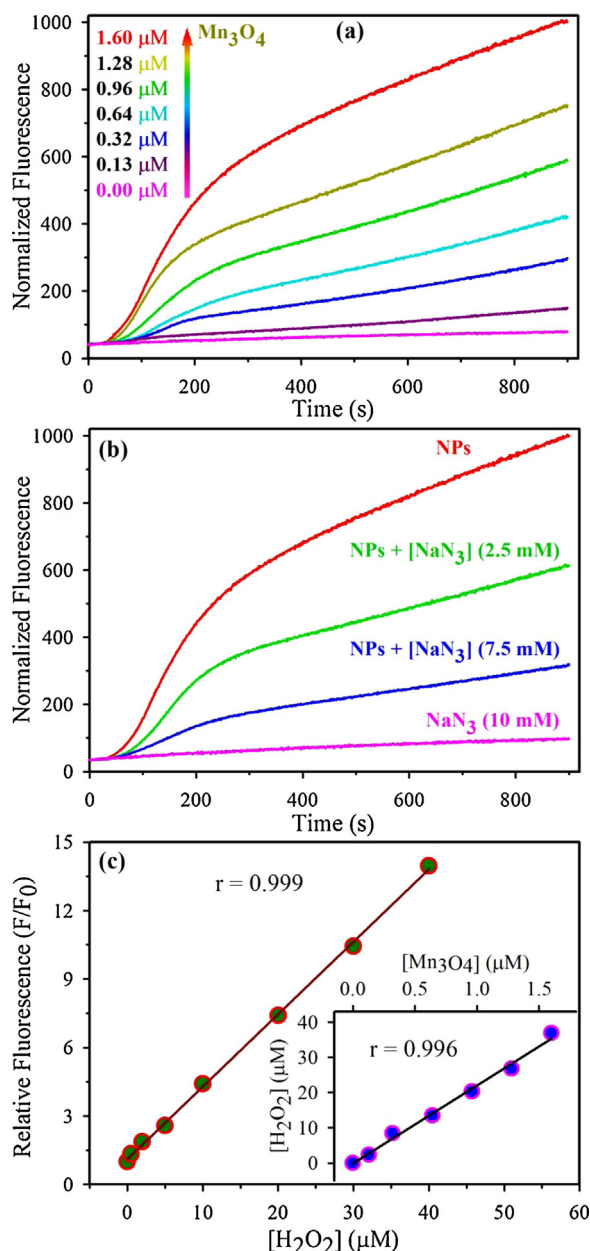 (a)
Mn3O4
1.60 μM
1.28 μM
0.96 μM
0.64 μM
0.32 μM
0.13 μM
0.00 μM
1000
800
600
400
200
0
Normalized Fluorescence
0 200 400 600 800
Time (s)
(b)
NPs
NPs + [NaN3] (2.5 mM)
NPs + [NaN3] (7.5 mM)
NaN3 (10 mM)
1000
800
600
400
200
0
Normalized Fluorescence
0 200 400 600 800
Time (s)
(c)
r = 0.999
15
12
9
6
3
0
Relative Fluorescence (F/F0)
[Mn3O4] (μM)
0.0 0.4 0.8 1.2 1.6
r = 0.996
40
30
20
10
0
[H2O2] (μM)
0 10 20 30 40 50 60
[H2O2] (μM)